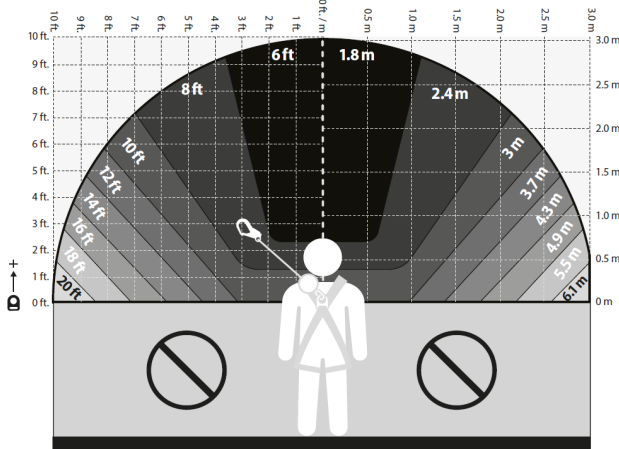 10 ft.
9 ft.
8 ft.
7 ft.
6 ft.
5 ft.
4 ft.
3 ft.
2 ft.
1 ft.
0 ft. / m
0.5 m
1.0 m
1.5 m
2.0 m
2.5 m
3.0 m
10 ft.
9 ft.
8 ft.
7 ft.
6 ft.
5 ft.
4 ft.
3 ft.
2 ft.
1 ft.
0 ft.
6 ft
8 ft
10 ft
12 ft
14 ft
16 ft
18 ft
20 ft
1.8 m
2.4 m
3 m
3.7 m
4.3 m
4.9 m
5.5 m
6.1 m
3.0 m
2.5 m
2.0 m
1.5 m
1.0 m
0.5 m
0 m
+